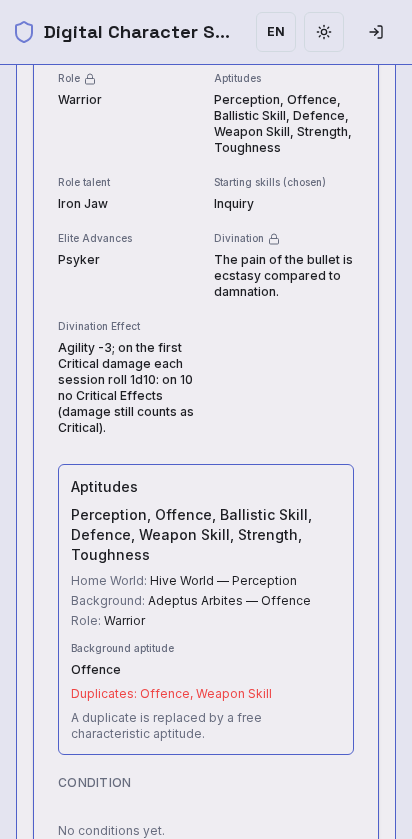 Digital Character S...
EN
Role
Warrior
Aptitudes
Perception, Offence,
Ballistic Skill, Defence,
Weapon Skill, Strength,
Toughness
Role talent
Iron Jaw
Starting skills (chosen)
Inquiry
Elite Advances
Psyker
Divination
The pain of the bullet is
ecstasy compared to
damnation.
Divination Effect
Agility -3; on the first
Critical damage each
session roll 1d10: on 10
no Critical Effects
(damage still counts as
Critical).
Aptitudes
Perception, Offence, Ballistic Skill,
Defence, Weapon Skill, Strength,
Toughness
Home World: Hive World — Perception
Background: Adeptus Arbites — Offence
Role: Warrior
Background aptitude
Offence
Duplicates: Offence, Weapon Skill
A duplicate is replaced by a free
characteristic aptitude.
CONDITION
No conditions yet.